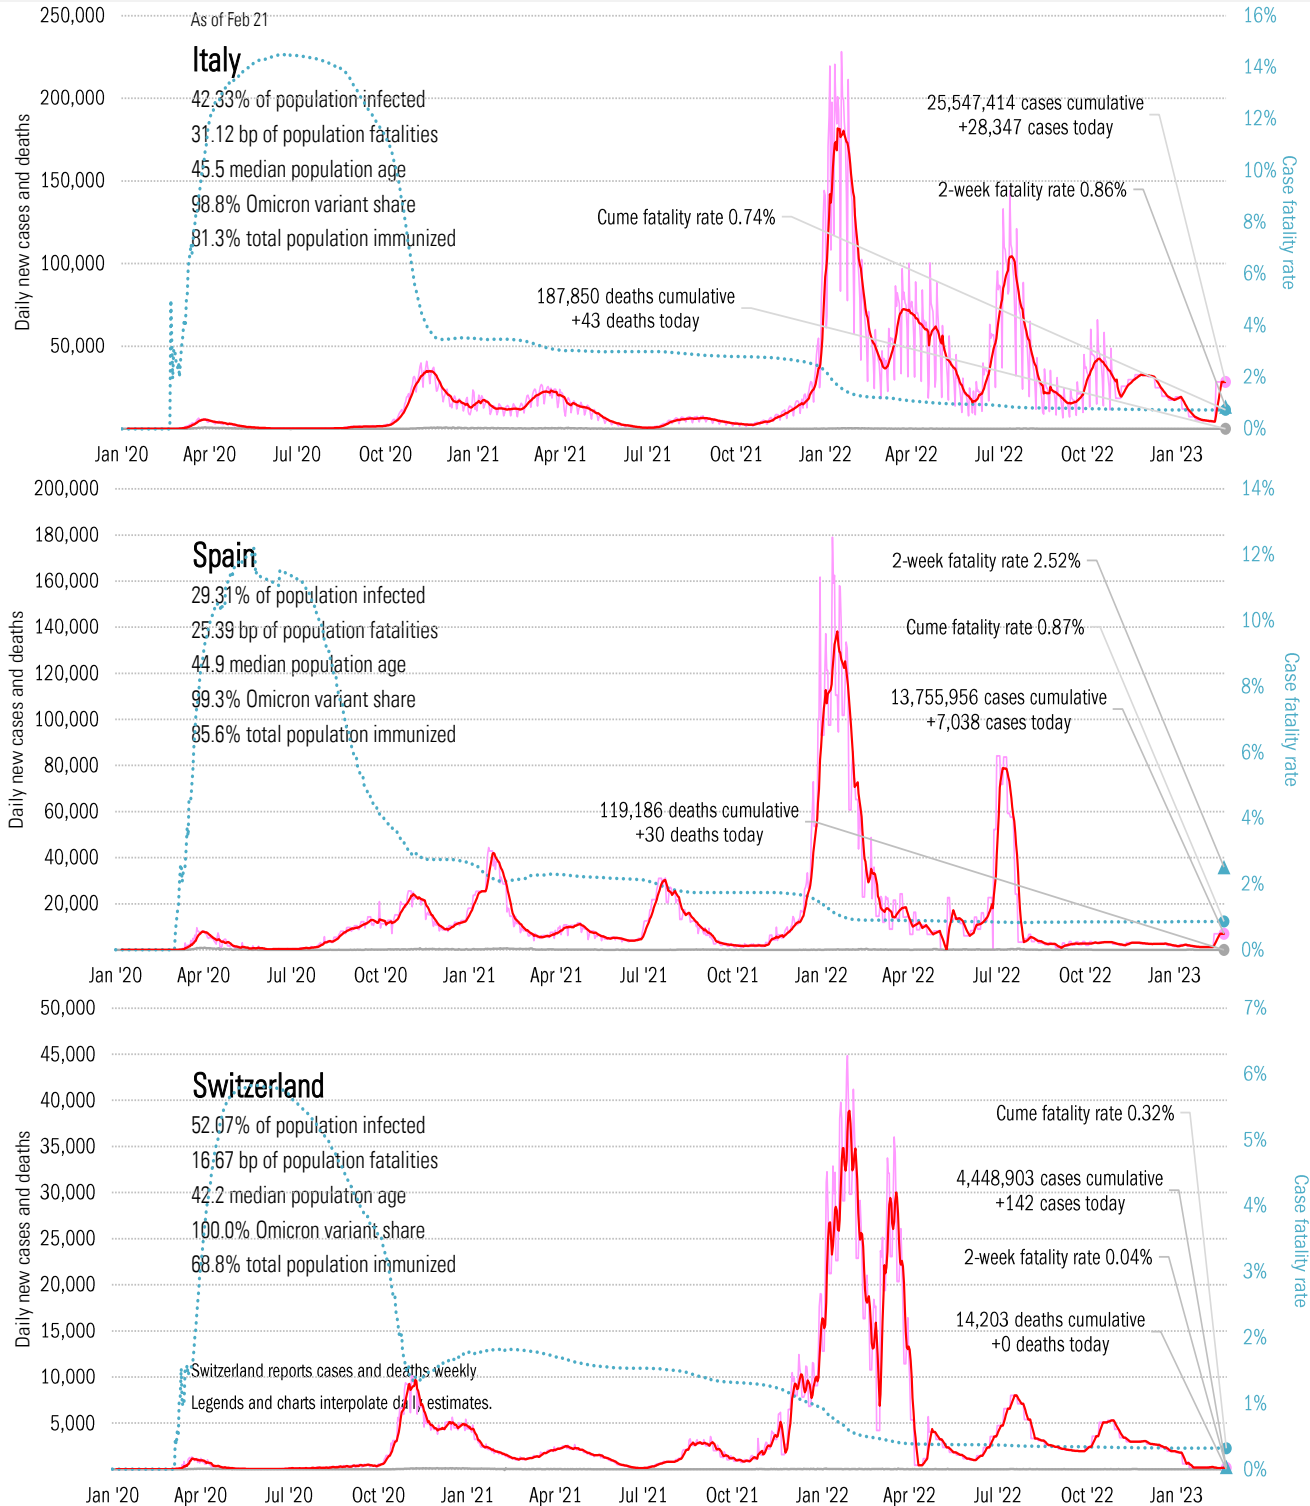 250,000
As of Feb 21
16%
Italy
14%
42.33% of population infected
200,000
25,547,414 cases cumulative
+28,347 cases today
12%
31.12 bp of population fatalities
45.5 median population age
150,000
2-week fatality rate 0.86%
10%
98.8% Omicron variant share
Cume fatality rate 0.74%
8%
81.3% total population immunized
100,000
6%
187,850 deaths cumulative
+43 deaths today
50,000
4%
2%
0%
Daily new cases and deaths
Case fatality rate
Jan '20 Apr '20 Jul '20 Oct '20 Jan '21 Apr '21 Jul '21 Oct '21 Jan '22 Apr '22 Jul '22 Oct '22 Jan '23
200,000
14%
180,000
Spain
2-week fatality rate 2.52%
12%
160,000
29.31% of population infected
140,000
25.39 bp of population fatalities
Cume fatality rate 0.87%
10%
44.9 median population age
120,000
99.3% Omicron variant share
13,755,956 cases cumulative
+7,038 cases today
8%
100,000
85.6% total population immunized
6%
80,000
119,186 deaths cumulative
+30 deaths today
60,000
4%
40,000
2%
20,000
0%
Daily new cases and deaths
Case fatality rate
Jan '20 Apr '20 Jul '20 Oct '20 Jan '21 Apr '21 Jul '21 Oct '21 Jan '22 Apr '22 Jul '22 Oct '22 Jan '23
50,000
7%
45,000
Switzerland
6%
40,000
52.07% of population infected
Cume fatality rate 0.32%
35,000
5%
16.67 bp of population fatalities
30,000
42.2 median population age
4,448,903 cases cumulative
+142 cases today
4%
25,000
100.0% Omicron variant share
68.8% total population immunized
2-week fatality rate 0.04%
3%
20,000
14,203 deaths cumulative
+0 deaths today
15,000
2%
Switzerland reports cases and deaths weekly
10,000
Legends and charts interpolate daily estimates.
1%
5,000
0%
Daily new cases and deaths
Case fatality rate
Jan '20 Apr '20 Jul '20 Oct '20 Jan '21 Apr '21 Jul '21 Oct '21 Jan '22 Apr '22 Jul '22 Oct '22 Jan '23